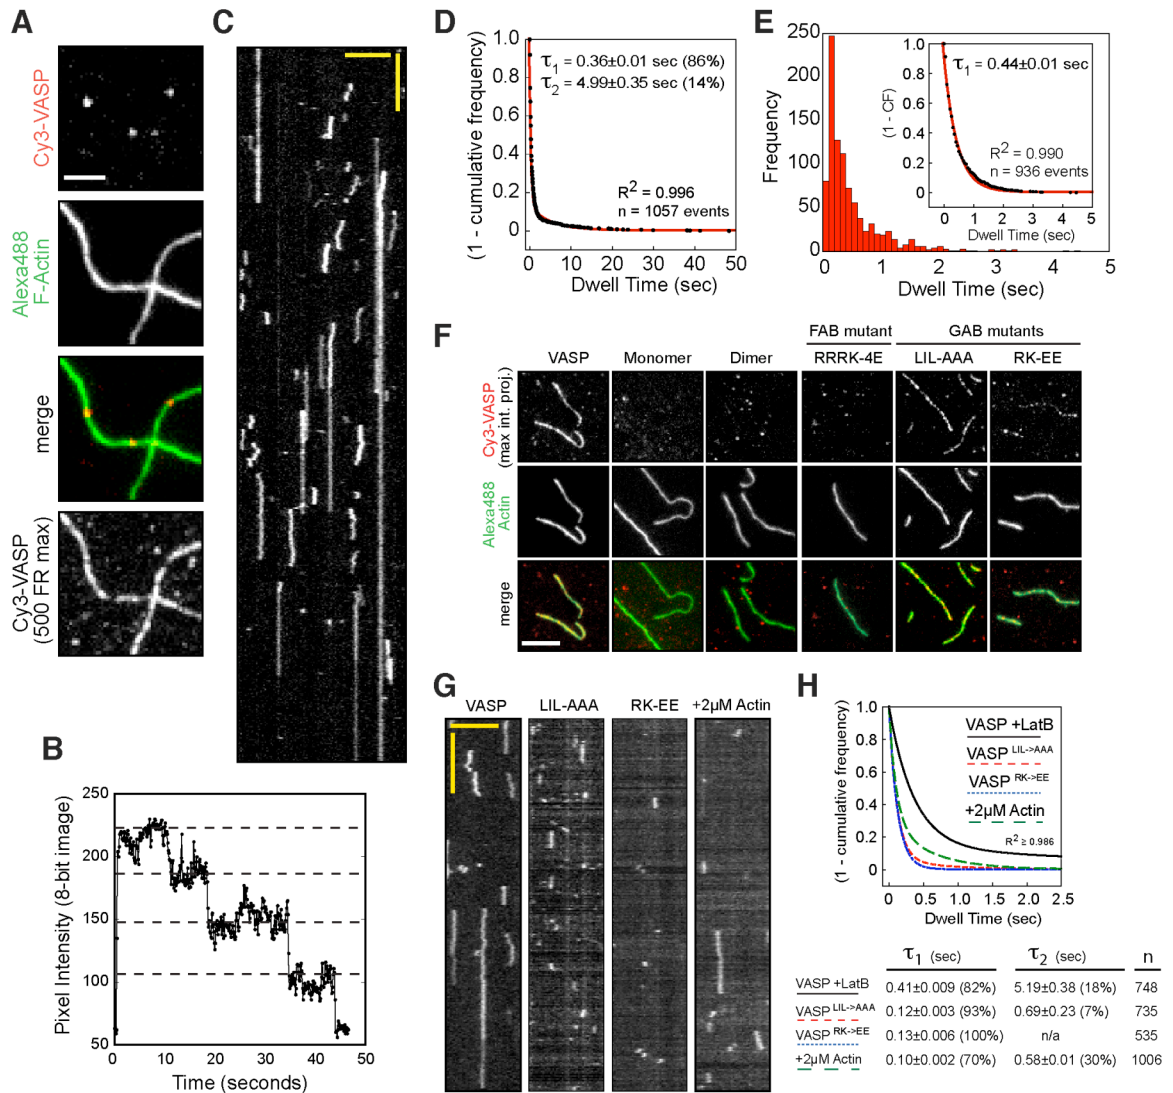 A
Cy3-VASP
Alexa488
F-Actin
merge
Cy3-VASP
(500 FR max)
B
Pixel Intensity (8-bit image)
250
200
150
100
50
0
10
20
30
40
50
Time (seconds)
C
D
(1 - cumulative frequency)
1.0
0.8
0.6
0.4
0.2
0
τ1 = 0.36±0.01 sec (86%)
τ2 = 4.99±0.35 sec (14%)
R2 = 0.996
n = 1057 events
0 10 20 30 40 50
Dwell Time (sec)
E
Frequency
250
200
150
100
50
0
0 1 2 3 4 5
Dwell Time (sec)
(1 - CF)
1.0
0.8
0.6
0.4
0.2
0
τ1 = 0.44±0.01 sec
R2 = 0.990
n = 936 events
0 1 2 3 4 5
Dwell Time (sec)
F
FAB mutant
GAB mutants
VASP Monomer Dimer RRRK-4E LIL-AAA RK-EE
Cy3-VASP
(max int. proj.)
Alexa488
Actin
merge
G
VASP LIL-AAA RK-EE +2μM Actin
H
(1 - cumulative frequency)
1.0
0.8
0.6
0.4
0.2
0
VASP +LatB
VASP LIL->AAA
VASP RK->EE
+2μM Actin
R2 ≥ 0.986
0 0.5 1.0 1.5 2.0 2.5
Dwell Time (sec)
τ1 (sec) τ2 (sec) n
VASP +LatB 0.41±0.009 (82%) 5.19±0.38 (18%) 748
VASP LIL->AAA 0.12±0.003 (93%) 0.69±0.23 (7%) 735
VASP RK->EE 0.13±0.006 (100%) n/a 535
+2μM Actin 0.10±0.002 (70%) 0.58±0.01 (30%) 1006